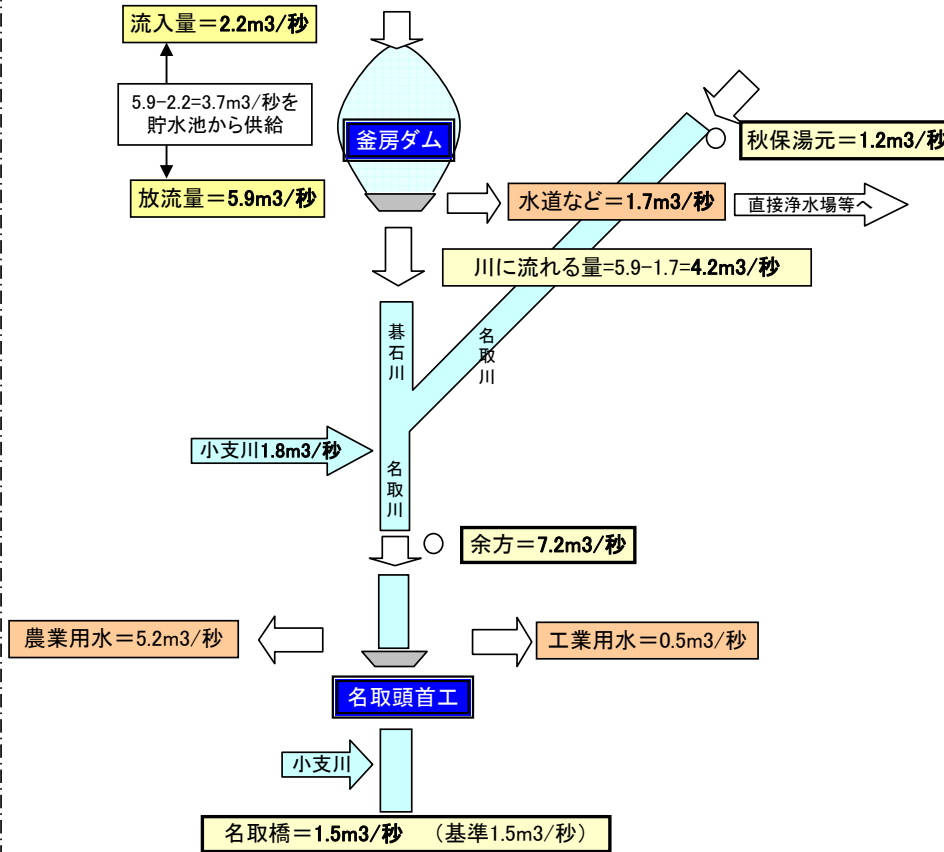 流入量＝2.2m3/秒
5.9-2.2=3.7m3/秒を
貯水池から供給
放流量＝5.9m3/秒
釜房ダム
秋保湯元＝1.2m3/秒
水道など＝1.7m3/秒
直接浄水場等へ
川に流れる量=5.9-1.7=4.2m3/秒
碁石川
名取川
小支川1.8m3/秒
名取川
余方＝7.2m3/秒
農業用水＝5.2m3/秒
工業用水＝0.5m3/秒
名取頭首工
小支川
名取橋＝1.5m3/秒　（基準1.5m3/秒）